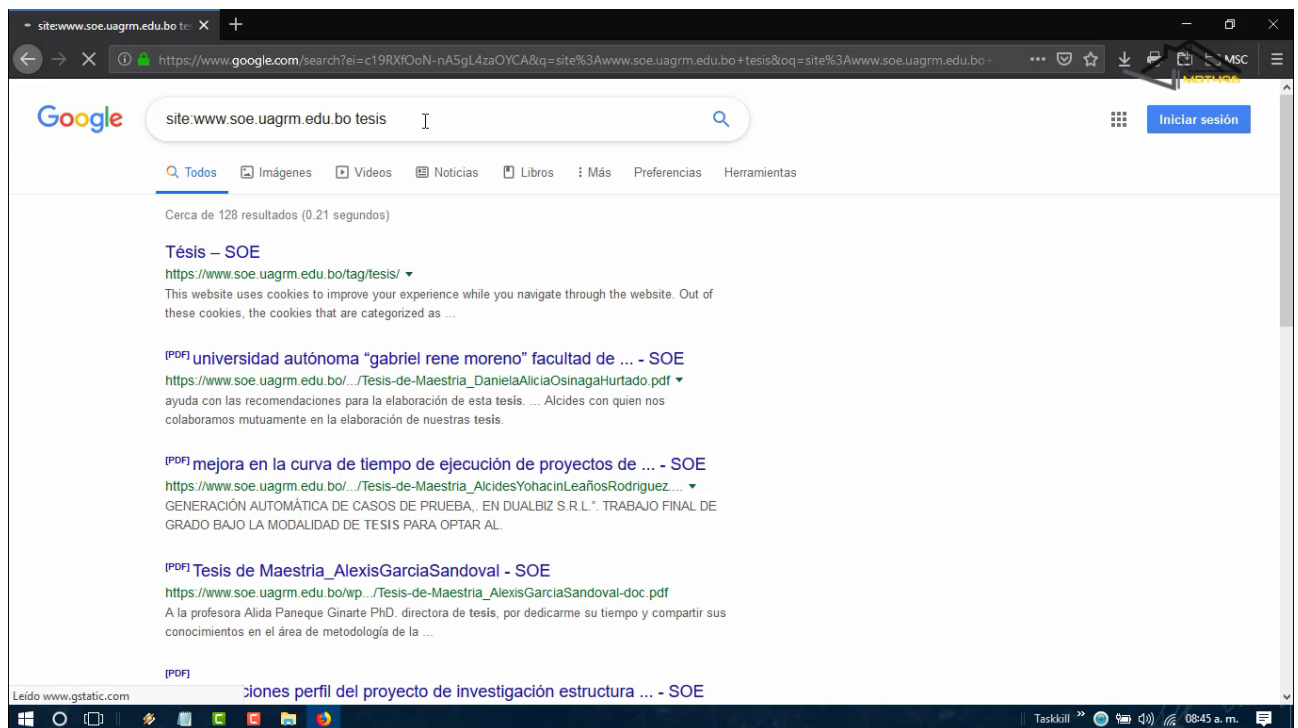 site:www.soe.uagrm.edu.bo te
https://www.google.com/search?ei=c19RXfOoN-nA5gL4zaOYCA&q=site%3Awww.soe.uagrm.edu.bo+tesis&oq=site%3Awww.soe.uagrm.edu.bo+
MSC
MOTHOS
Google
site:www.soe.uagrm.edu.bo tesis
Iniciar sesión
Todos Imágenes Videos Noticias Libros Más Preferencias Herramientas
Cerca de 128 resultados (0.21 segundos)
Tésis – SOE
https://www.soe.uagrm.edu.bo/tag/tesis/
This website uses cookies to improve your experience while you navigate through the website. Out of
these cookies, the cookies that are categorized as ...
[PDF] universidad autónoma “gabriel rene moreno” facultad de ... - SOE
https://www.soe.uagrm.edu.bo/.../Tesis-de-Maestria_DanielaAliciaOsinagaHurtado.pdf
ayuda con las recomendaciones para la elaboración de esta tesis. ... Alcides con quien nos
colaboramos mutuamente en la elaboración de nuestras tesis.
[PDF] mejora en la curva de tiempo de ejecución de proyectos de ... - SOE
https://www.soe.uagrm.edu.bo/.../Tesis-de-Maestria_AlcidesYohacinLeañosRodriguez....
GENERACIÓN AUTOMÁTICA DE CASOS DE PRUEBA,. EN DUALBIZ S.R.L.”. TRABAJO FINAL DE
GRADO BAJO LA MODALIDAD DE TESIS PARA OPTAR AL.
[PDF] Tesis de Maestria_AlexisGarciaSandoval - SOE
https://www.soe.uagrm.edu.bo/wp.../Tesis-de-Maestria_AlexisGarciaSandoval-doc.pdf
A la profesora Alida Paneque Ginarte PhD. directora de tesis, por dedicarme su tiempo y compartir sus
conocimientos en el área de metodología de la ...
[PDF]
ciones perfil del proyecto de investigación estructura ... - SOE
Leído www.gstatic.com
Taskkill 08:45 a. m.